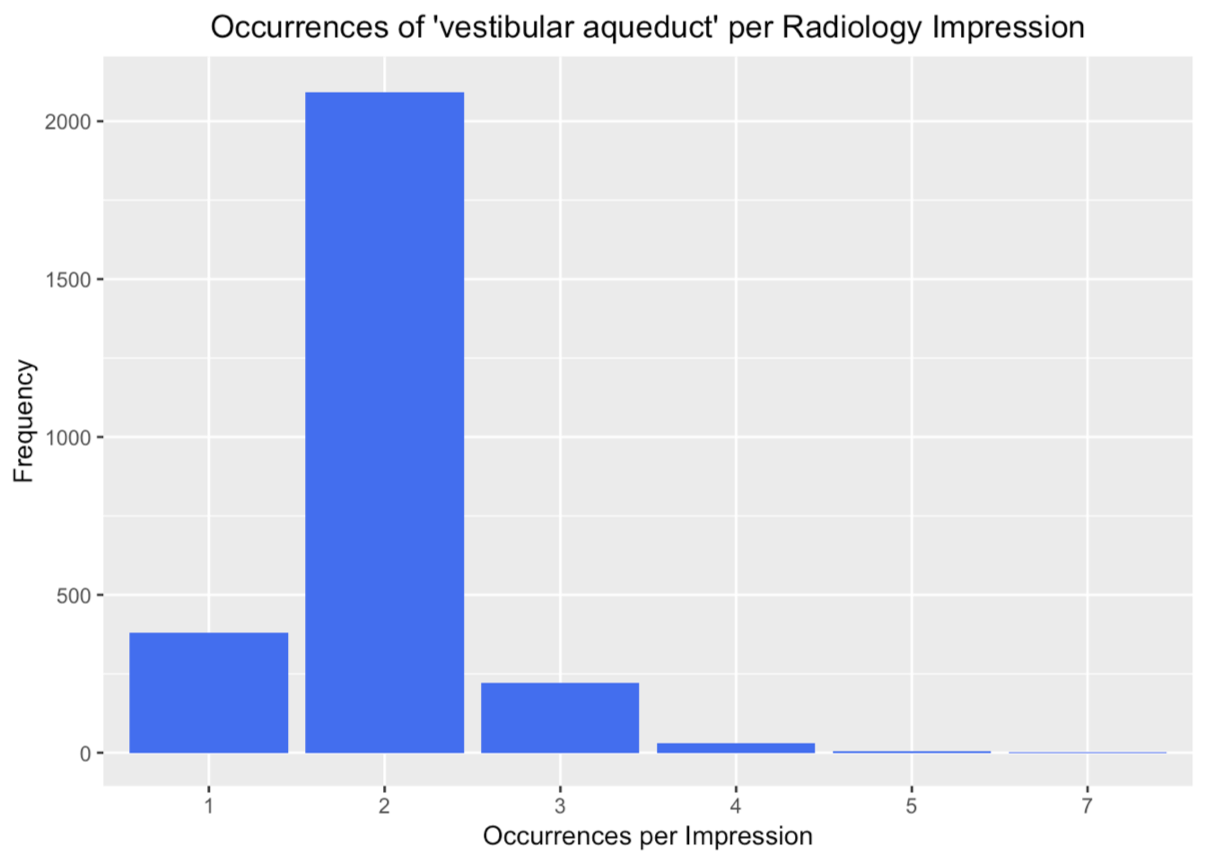 Occurrences of 'vestibular aqueduct' per Radiology Impression
Frequency
2000
1500
1000
500
0
1 2 3 4 5 7
Occurrences per Impression